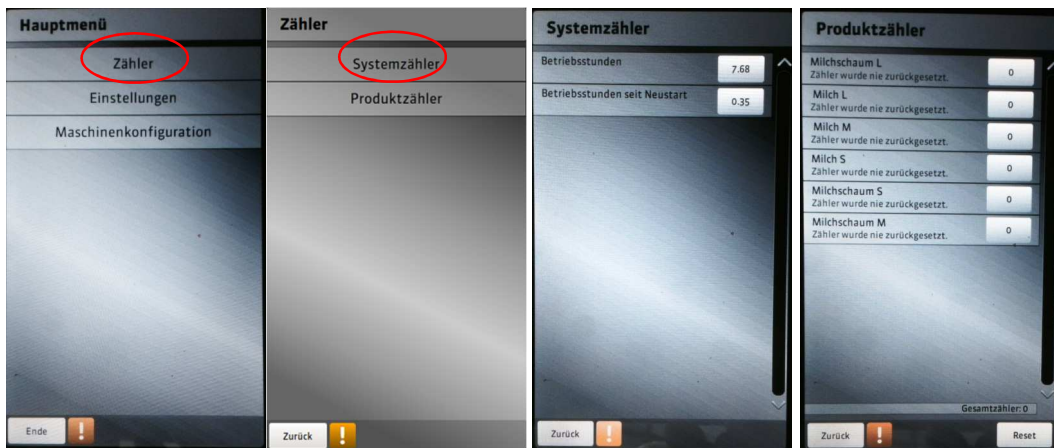 Hauptmenü
Zähler
Einstellungen
Maschinenkonfiguration
Ende
!
Zähler
Systemzähler
Produktzähler
Zurück
!
Systemzähler
Betriebsstunden
7.68
Betriebsstunden seit Neustart
0.35
Zurück
!
Produktzähler
Milchschaum L
Zähler wurde nie zurückgesetzt.
0
Milch L
Zähler wurde nie zurückgesetzt.
0
Milch M
Zähler wurde nie zurückgesetzt.
0
Milch S
Zähler wurde nie zurückgesetzt.
0
Milchschaum S
Zähler wurde nie zurückgesetzt.
0
Milchschaum M
Zähler wurde nie zurückgesetzt.
0
Gesamtzähler: 0
Zurück
!
Reset